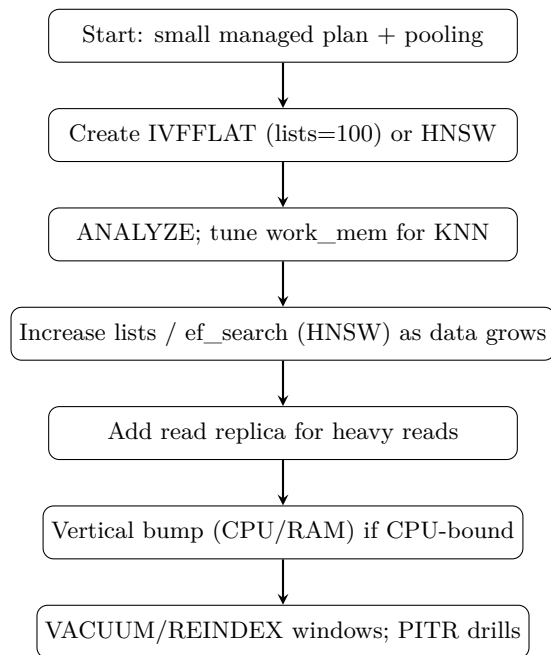 Start: small managed plan + pooling
Create IVFFLAT (lists=100) or HNSW
ANALYZE; tune work_mem for KNN
Increase lists / ef_search (HNSW) as data grows
Add read replica for heavy reads
Vertical bump (CPU/RAM) if CPU-bound
VACUUM/REINDEX windows; PITR drills